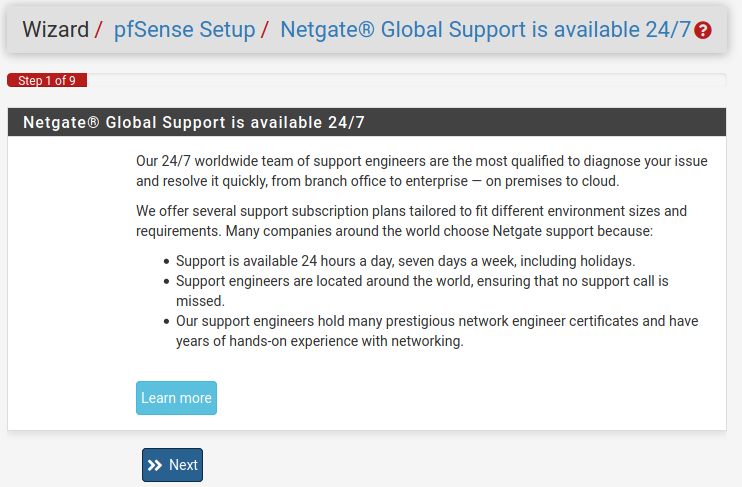 Wizard / pfSense Setup / Netgate® Global Support is available 24/7
Step 1 of 9
Netgate® Global Support is available 24/7
Our 24/7 worldwide team of support engineers are the most qualified to diagnose your issue
and resolve it quickly, from branch office to enterprise — on premises to cloud.
We offer several support subscription plans tailored to fit different environment sizes and
requirements. Many companies around the world choose Netgate support because:
• Support is available 24 hours a day, seven days a week, including holidays.
• Support engineers are located around the world, ensuring that no support call is
missed.
• Our support engineers hold many prestigious network engineer certificates and have
years of hands-on experience with networking.
Learn more
Next